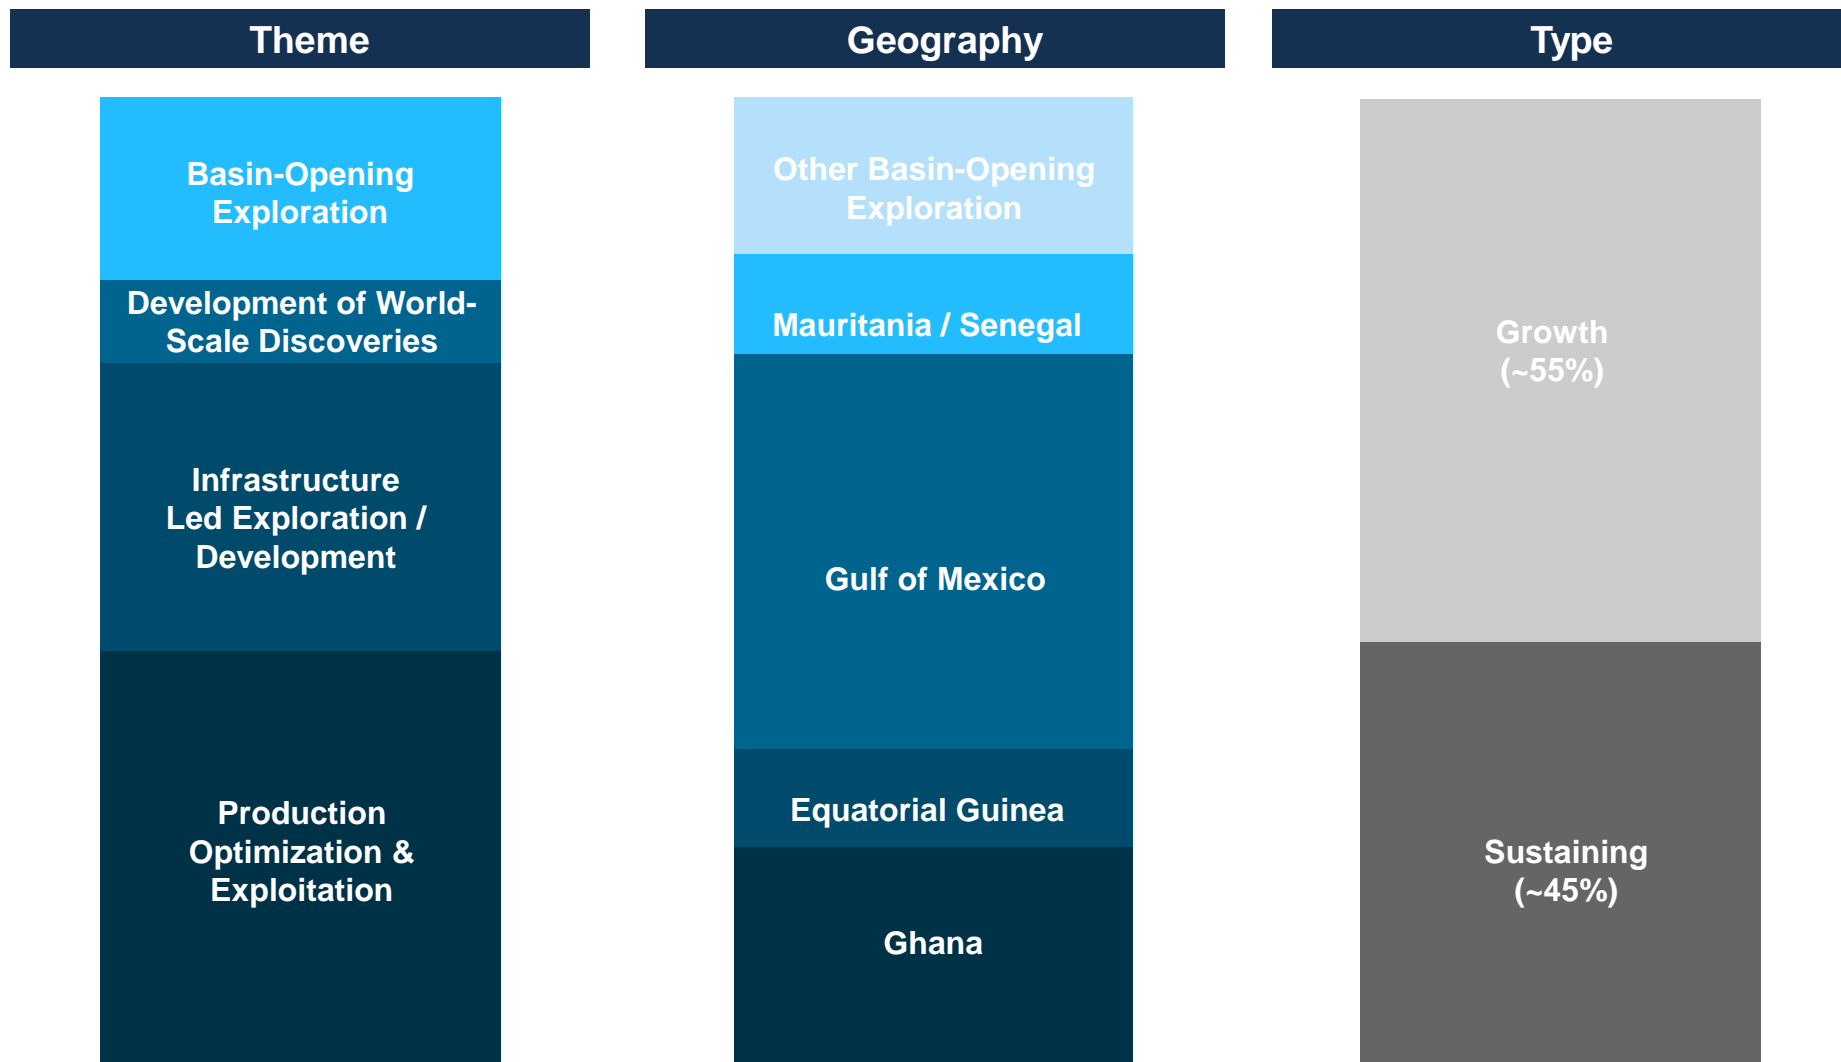 Theme
Geography
Type
Basin-Opening
Exploration
Development of World-
Scale Discoveries
Infrastructure
Led Exploration /
Development
Production
Optimization &
Exploitation
Other Basin-Opening
Exploration
Mauritania / Senegal
Gulf of Mexico
Equatorial Guinea
Ghana
Growth
(~55%)
Sustaining
(~45%)